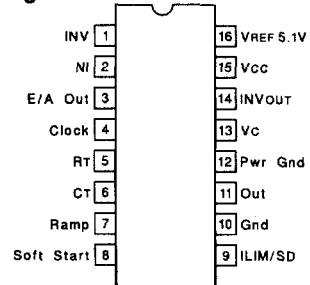 INV 1
NI 2
E/A Out 3
Clock 4
RT 5
CT 6
Ramp 7
Soft Start 8
16 VREF 5.1V
15 VCC
14 INVOUT
13 VC
12 Pwr Gnd
11 Out
10 Gnd
9 ILIM/SD